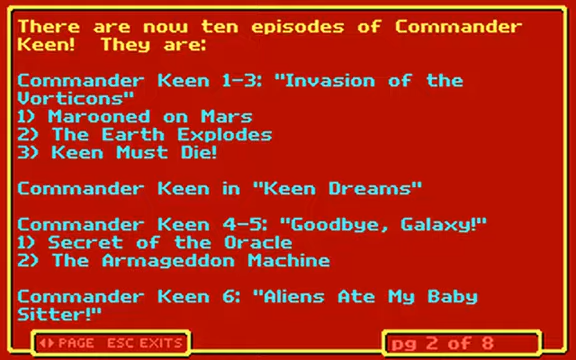 There are now ten episodes of Commander
Keen!  They are:
Commander Keen 1-3: "Invasion of the
Vorticons"
1) Marooned on Mars
2) The Earth Explodes
3) Keen Must Die!
Commander Keen in "Keen Dreams"
Commander Keen 4-5: "Goodbye, Galaxy!"
1) Secret of the Oracle
2) The Armageddon Machine
Commander Keen 6: "Aliens Ate My Baby
Sitter!"
◄► PAGE  ESC EXITS
pg 2 of 8